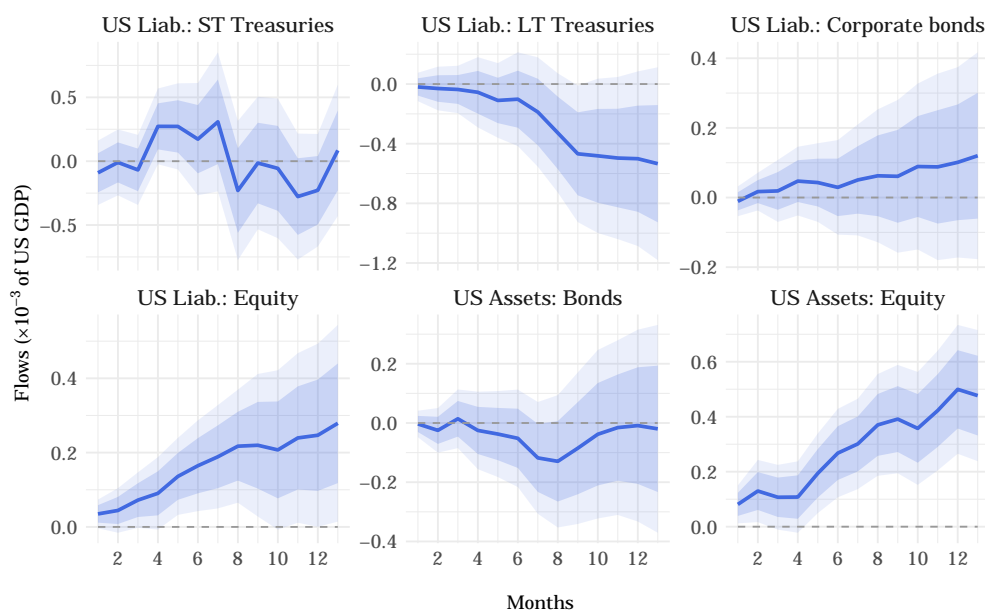 US Liab.: ST Treasuries
US Liab.: LT Treasuries
US Liab.: Corporate bonds
0.5
0.0
−0.5
0.0
−0.4
−0.8
−1.2
0.4
0.2
0.0
−0.2
US Liab.: Equity
US Assets: Bonds
US Assets: Equity
0.4
0.2
0.0
0.2
0.0
−0.2
−0.4
0.6
0.4
0.2
0.0
2 4 6 8 10 12
2 4 6 8 10 12
2 4 6 8 10 12
Months
Flows (×10⁻³ of US GDP)